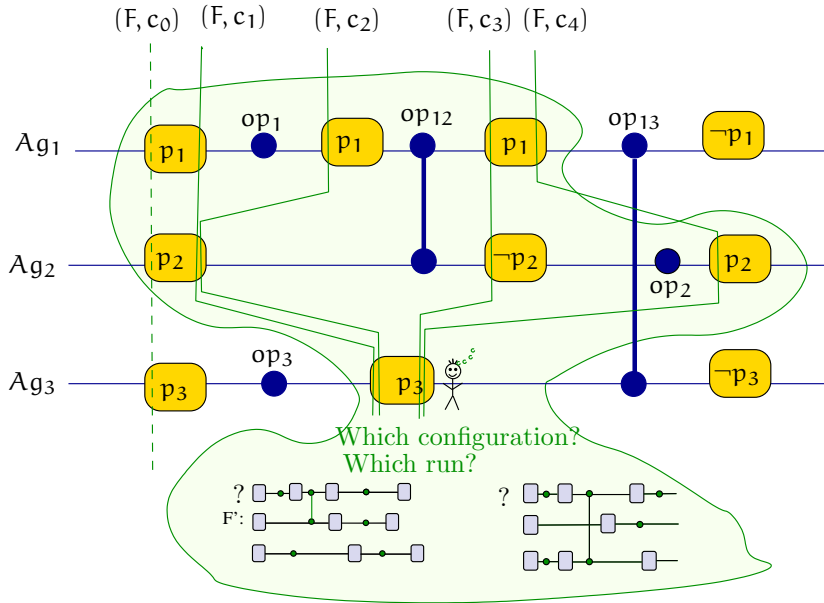 (F, c₀) (F, c₁) (F, c₂) (F, c₃) (F, c₄)
op₁ op₁₂ op₁₃
Ag₁ p₁ p₁ p₁ ¬p₁
Ag₂ p₂ ¬p₂ p₂
op₂
op₃
Ag₃ p₃ p₃ ¬p₃
Which configuration?
Which run?
? ?
F':